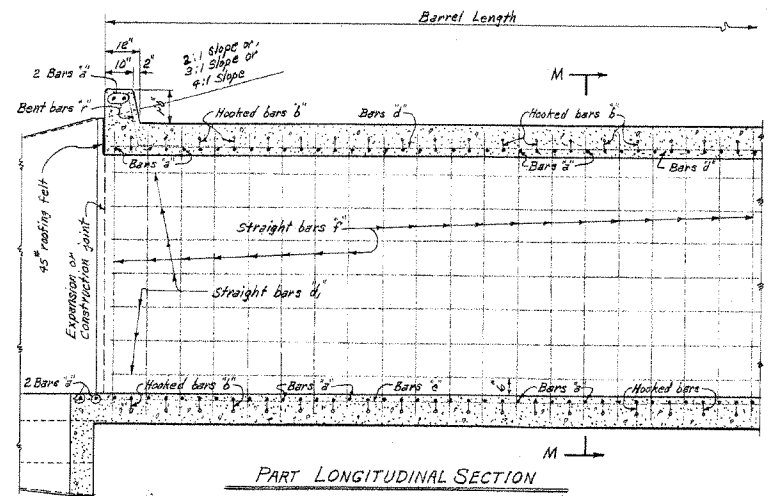 Barrel Length
12"
10"
2"
2:1 Slope or,
3:1 Slope or
4:1 Slope
2 Bars "a"
Bent bars "r"
M
Hooked bars "b"
Bars "d"
Hooked bars "b"
Bars "a"
Bars "a"
Bars "d"
45# roofing felt
Expansion or
Construction joint
Straight bars "f"
Straight bars "d1"
2 Bars "a"
Hooked bars "b"
Bars "a"
Bars "e"
6"
Bars "a"
Hooked bars
M
PART LONGITUDINAL SECTION